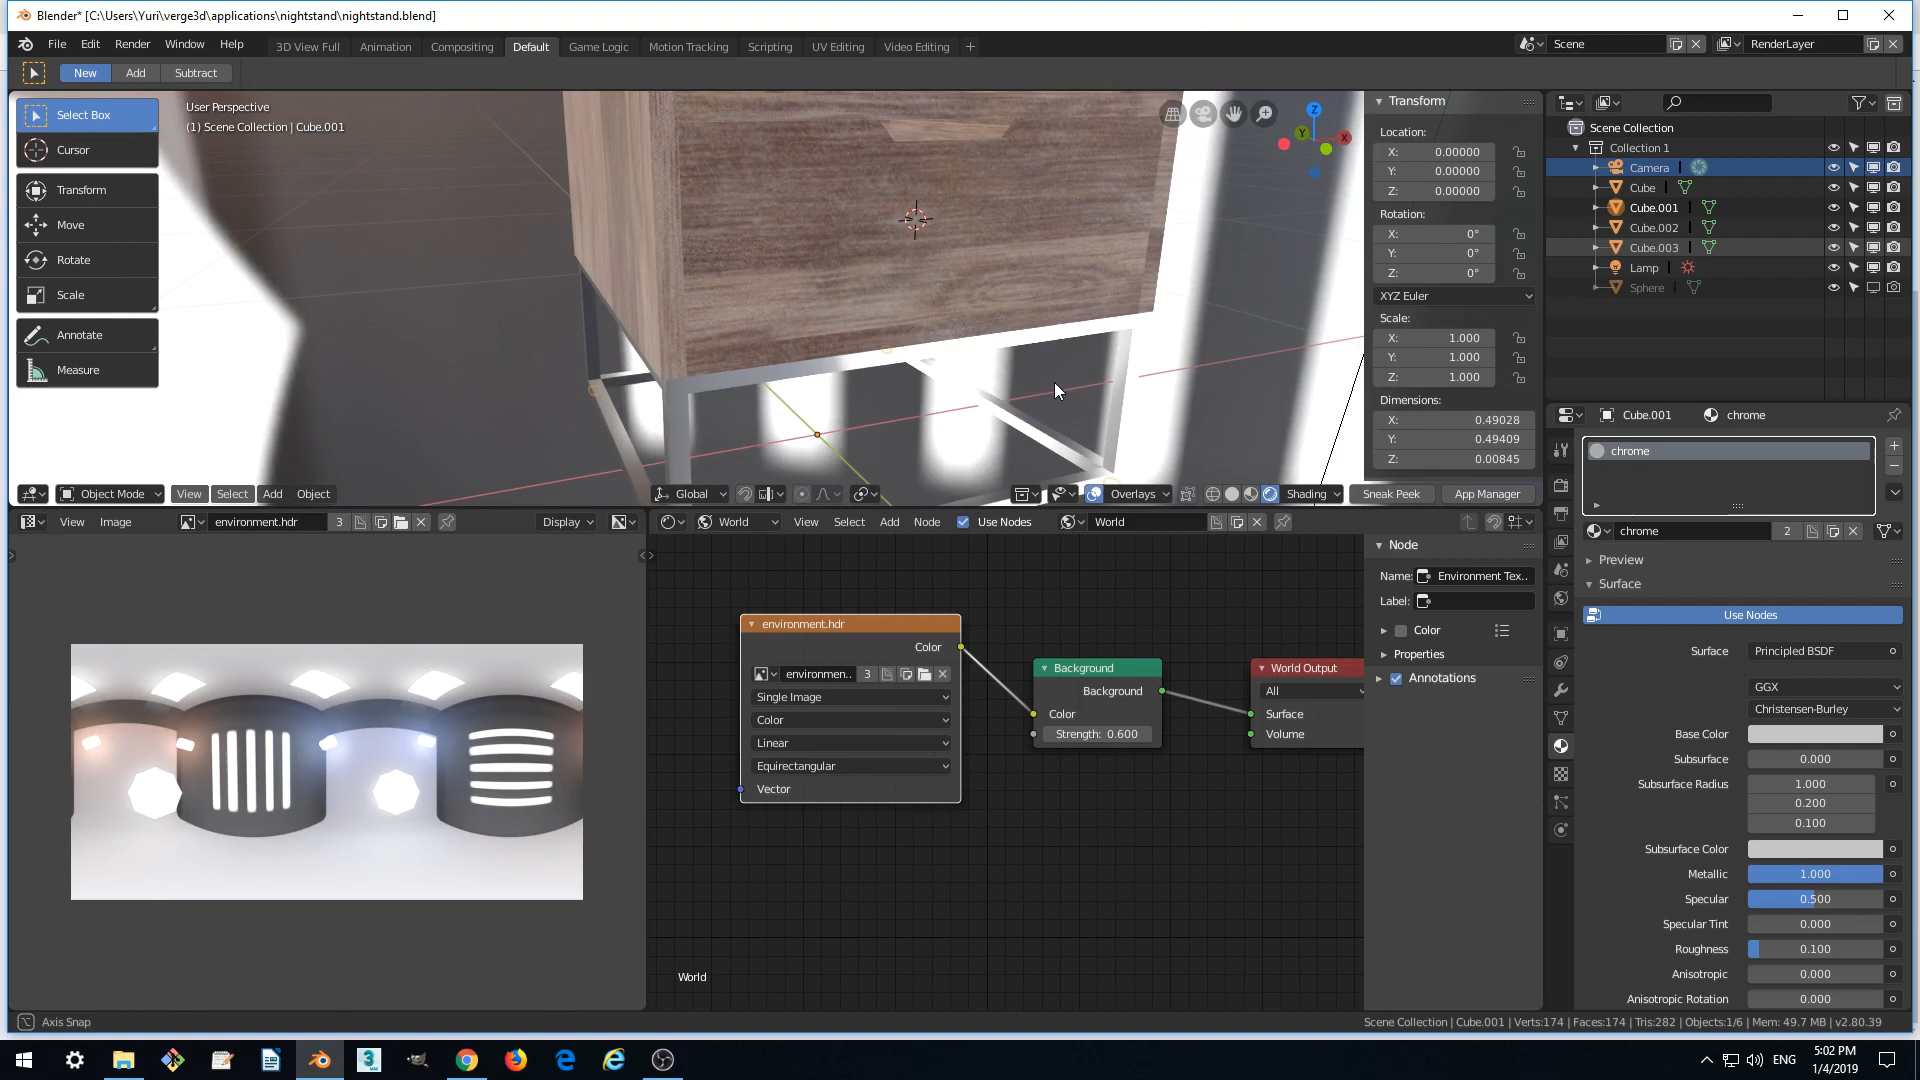 Blender* [C:\Users\Yuri\verge3d\applications\nightstand\nightstand.blend]
File Edit Render Window Help 3D View Full Animation Compositing Default Game Logic Motion Tracking Scripting UV Editing Video Editing + Scene RenderLayer
New Add Subtract
Select Box
Cursor
Transform
Move
Rotate
Scale
Annotate
Measure
User Perspective
(1) Scene Collection | Cube.001
Z
Y
X
Transform
Location:
X: 0.00000
Y: 0.00000
Z: 0.00000
Rotation:
X: 0°
Y: 0°
Z: 0°
XYZ Euler
Scale:
X: 1.000
Y: 1.000
Z: 1.000
Dimensions:
X: 0.49028
Y: 0.49409
Z: 0.00845
Object Mode View Select Add Object Global Overlays Shading Sneak Peek App Manager
Scene Collection
Collection 1
Camera
Cube
Cube.001
Cube.002
Cube.003
Lamp
Sphere
View Image environment.hdr 3 Display
World View Select Add Node Use Nodes World
environment.hdr
Color
environmen.. 3
Single Image
Color
Linear
Equirectangular
Vector
Background
Background
Color
Strength: 0.600
World Output
All
Surface
Volume
World
Node
Name: Environment Tex..
Label:
Color
Properties
Annotations
Cube.001 chrome
chrome
chrome 2
Preview
Surface
Use Nodes
Surface Principled BSDF
GGX
Christensen-Burley
Base Color
Subsurface 0.000
Subsurface Radius 1.000
0.200
0.100
Subsurface Color
Metallic 1.000
Specular 0.500
Specular Tint 0.000
Roughness 0.100
Anisotropic 0.000
Anisotropic Rotation 0.000
Axis Snap
Scene Collection | Cube.001 | Verts:174 | Faces:174 | Tris:282 | Objects:1/6 | Mem: 49.7 MB | v2.80.39
ENG
5:02 PM
1/4/2019